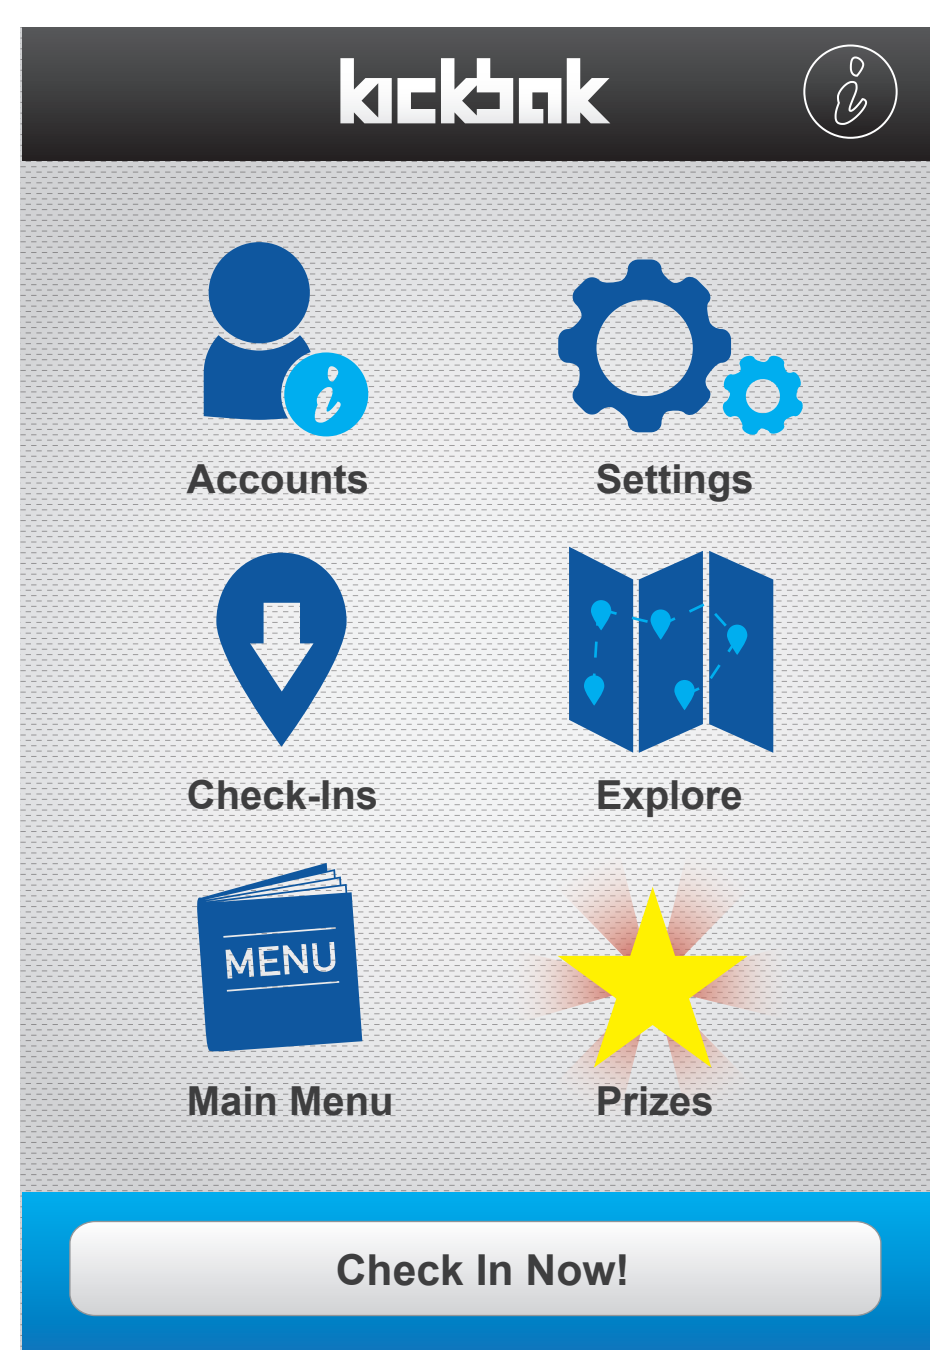 kickbak
i
i
Accounts
Settings
Check-Ins
Explore
MENU
Main Menu
Prizes
Check In Now!